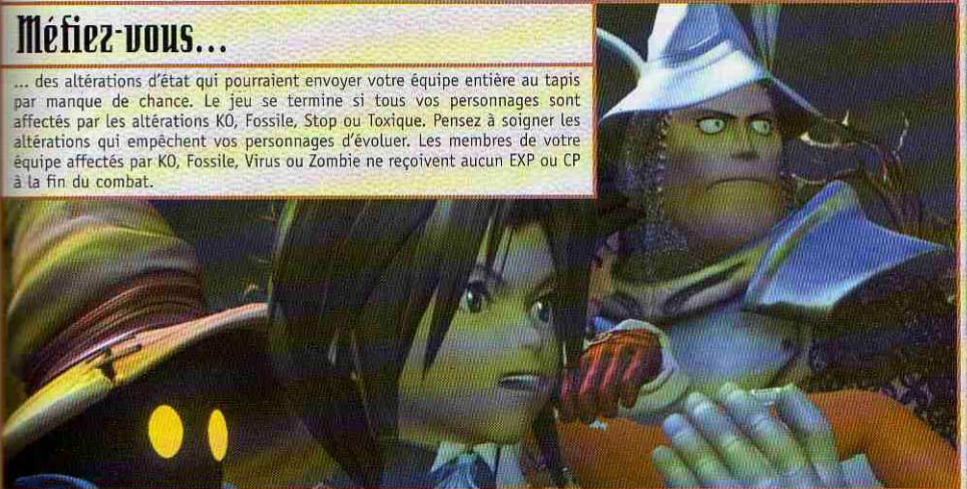 Méfiez-vous...
... des altérations d'état qui pourraient envoyer votre équipe entière au tapis
par manque de chance. Le jeu se termine si tous vos personnages sont
affectés par les altérations KO, Fossile, Stop ou Toxique. Pensez à soigner les
altérations qui empêchent vos personnages d'évoluer. Les membres de votre
équipe affectés par KO, Fossile, Virus ou Zombie ne reçoivent aucun EXP ou CP
à la fin du combat.